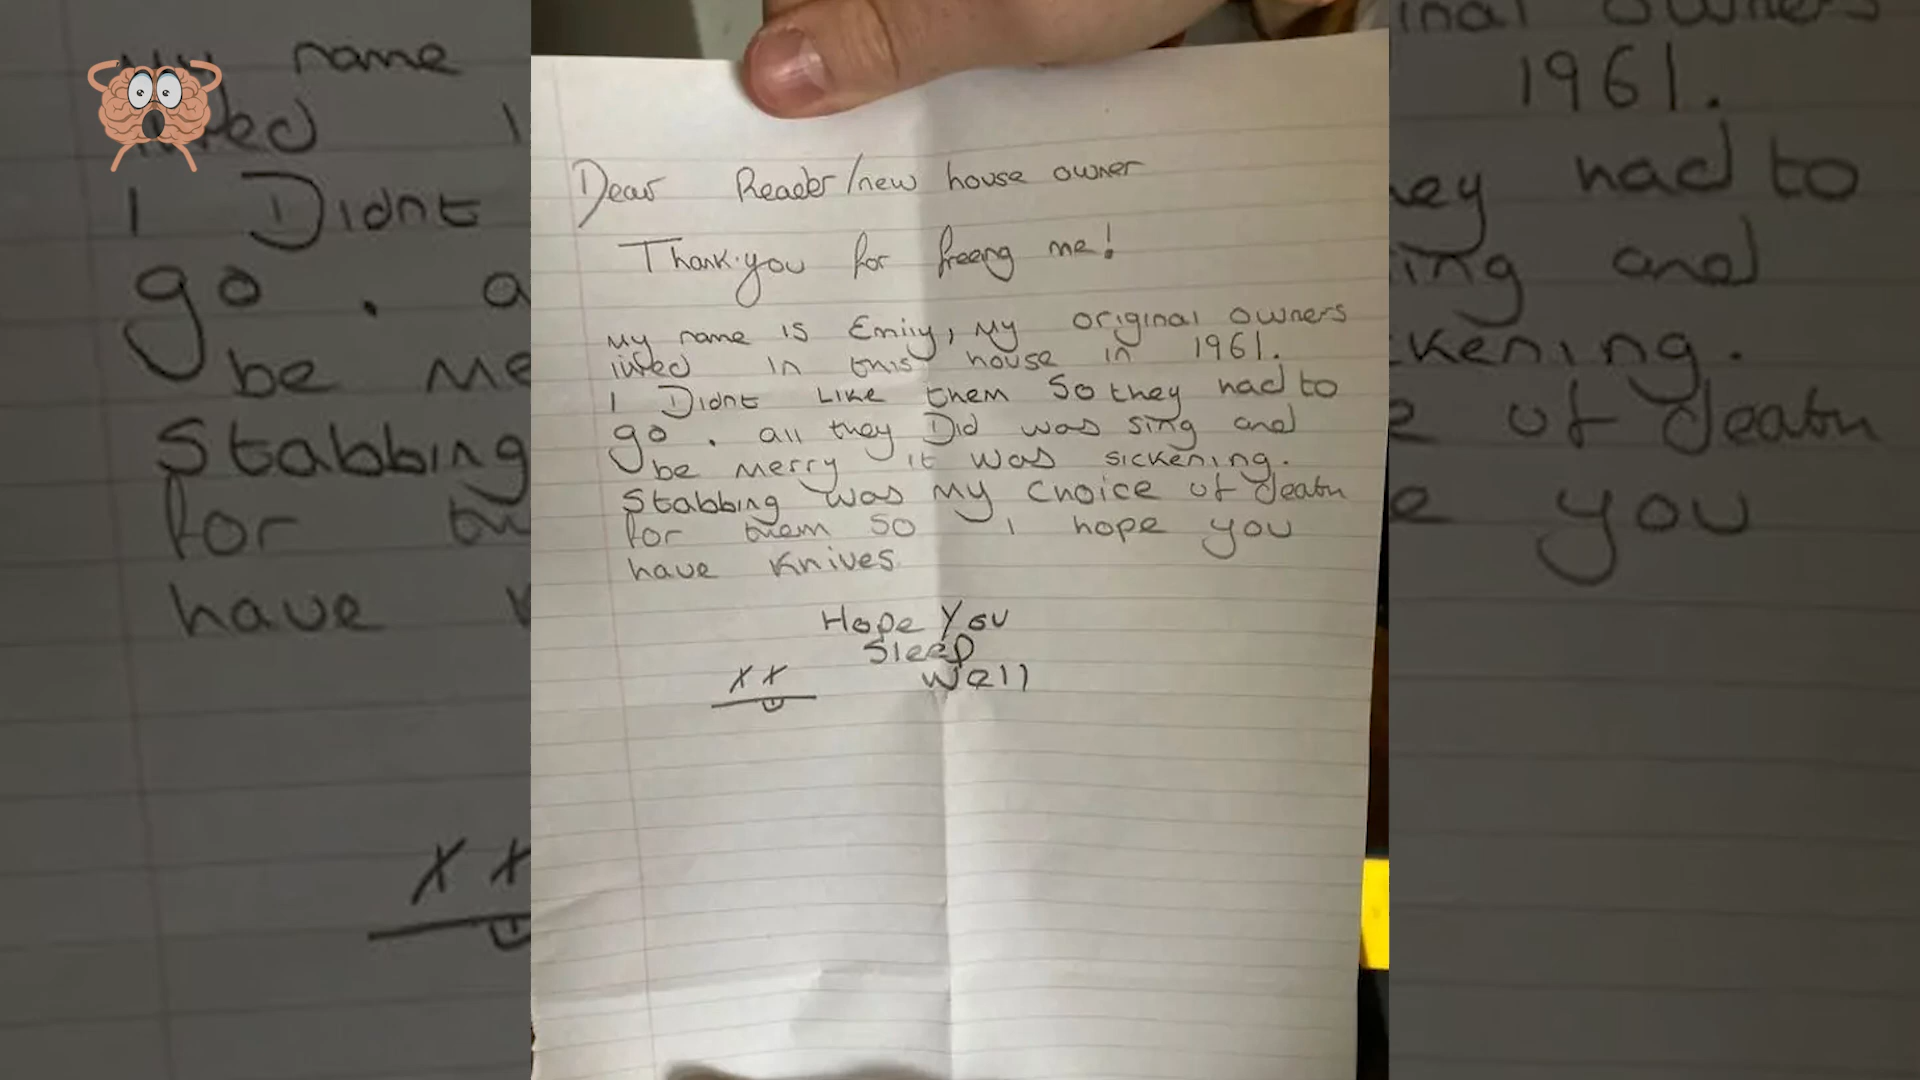 Dear Reader/new house owner
Thank you for freeing me!
My name is Emily, My original owners
lived in this house in 1961.
I Didnt Like them So they had to
go. all they Did was sing and
be merry it was sickening.
Stabbing was my choice of death
for them so I hope you
have Knives
Hope You
Sleep
Well
xx